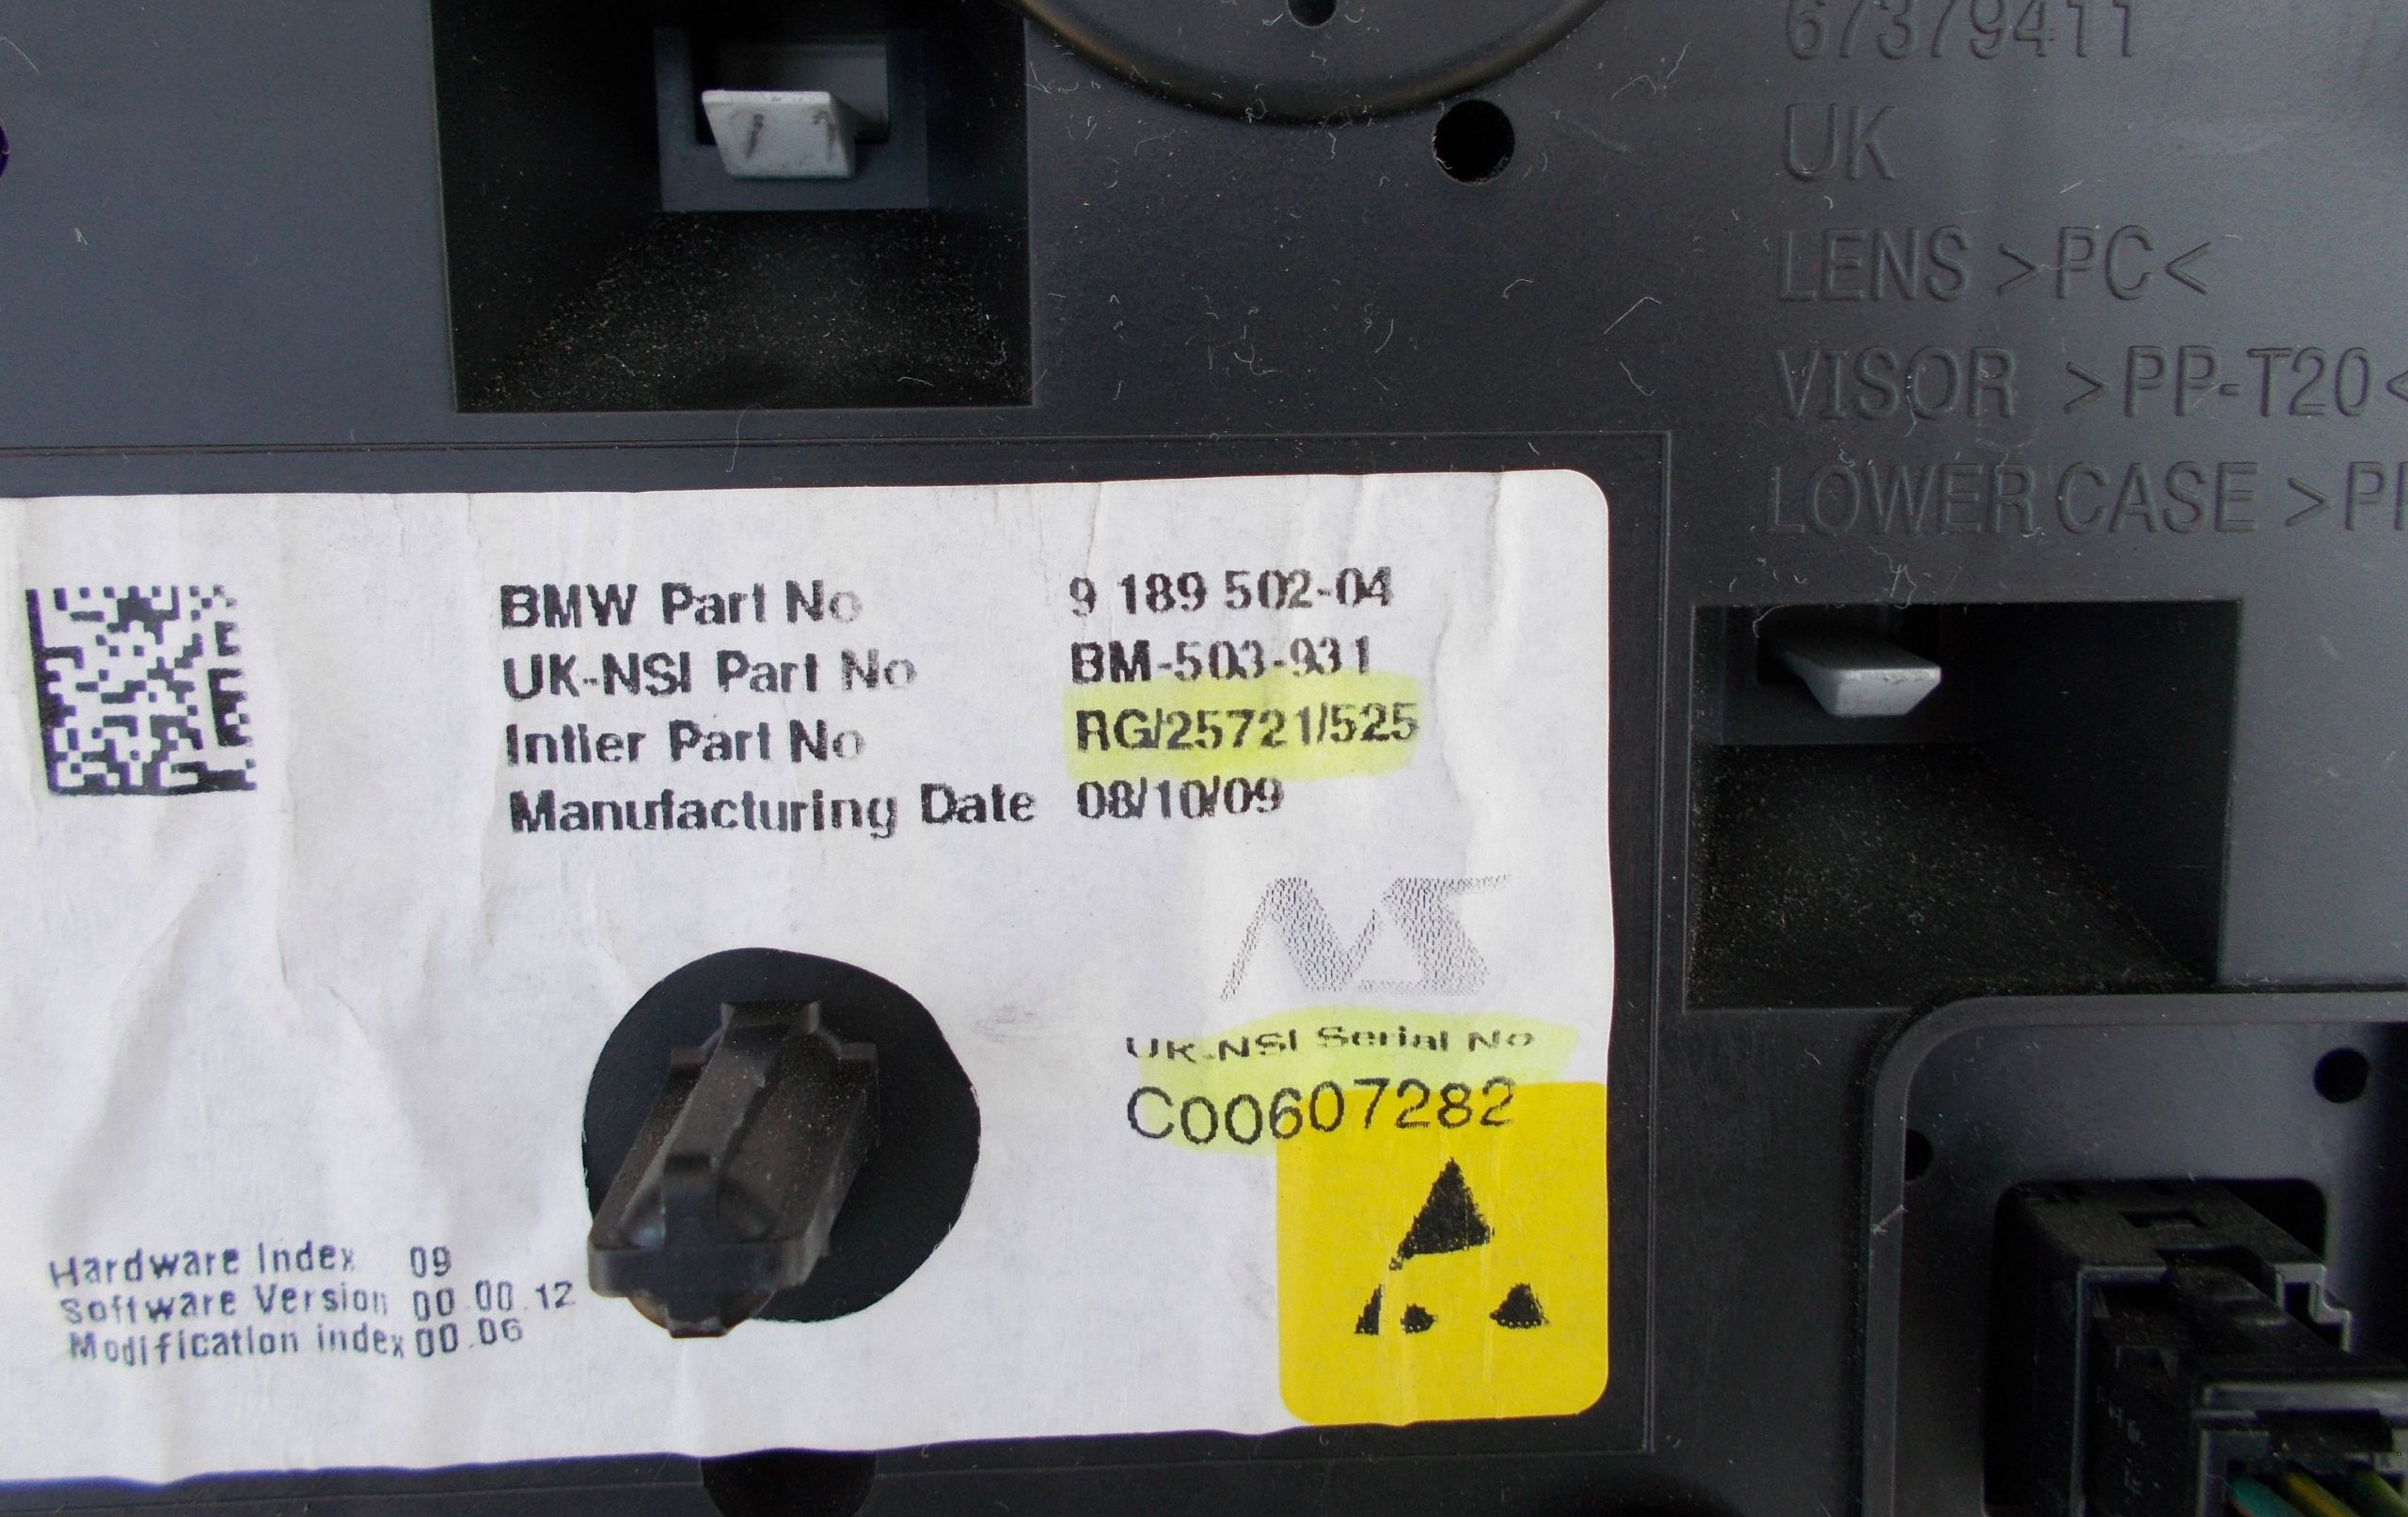 67379411
UK
LENS >PC<
VISOR >PP-T20<
LOWER CASE >P
BMW Part No 9 189 502-04
UK-NSI Part No BM-503-931
Intier Part No RG/25721/525
Manufacturing Date 08/10/09
NS
UK-NSI Serial No
C00607282
Hardware Index 09
Software Version 00.00.12
Modification index 00.06